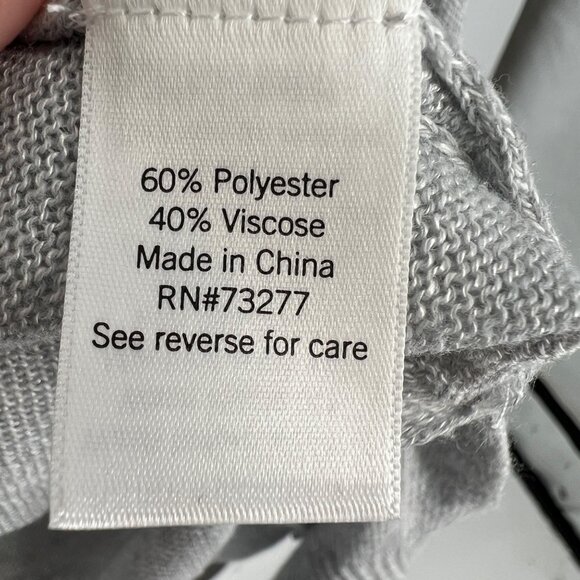 60% Polyester
40% Viscose
Made in China
RN#73277
See reverse for care